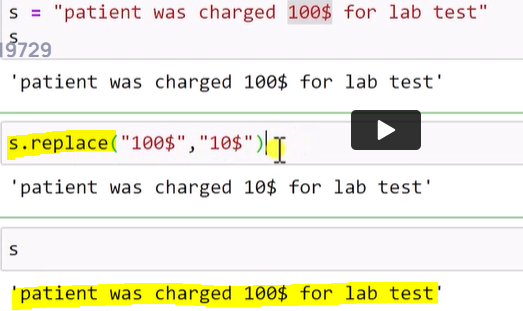 s = "patient was charged 100$ for lab test"
s
19729
'patient was charged 100$ for lab test'
s.replace("100$","10$")
'patient was charged 10$ for lab test'
s
'patient was charged 100$ for lab test'